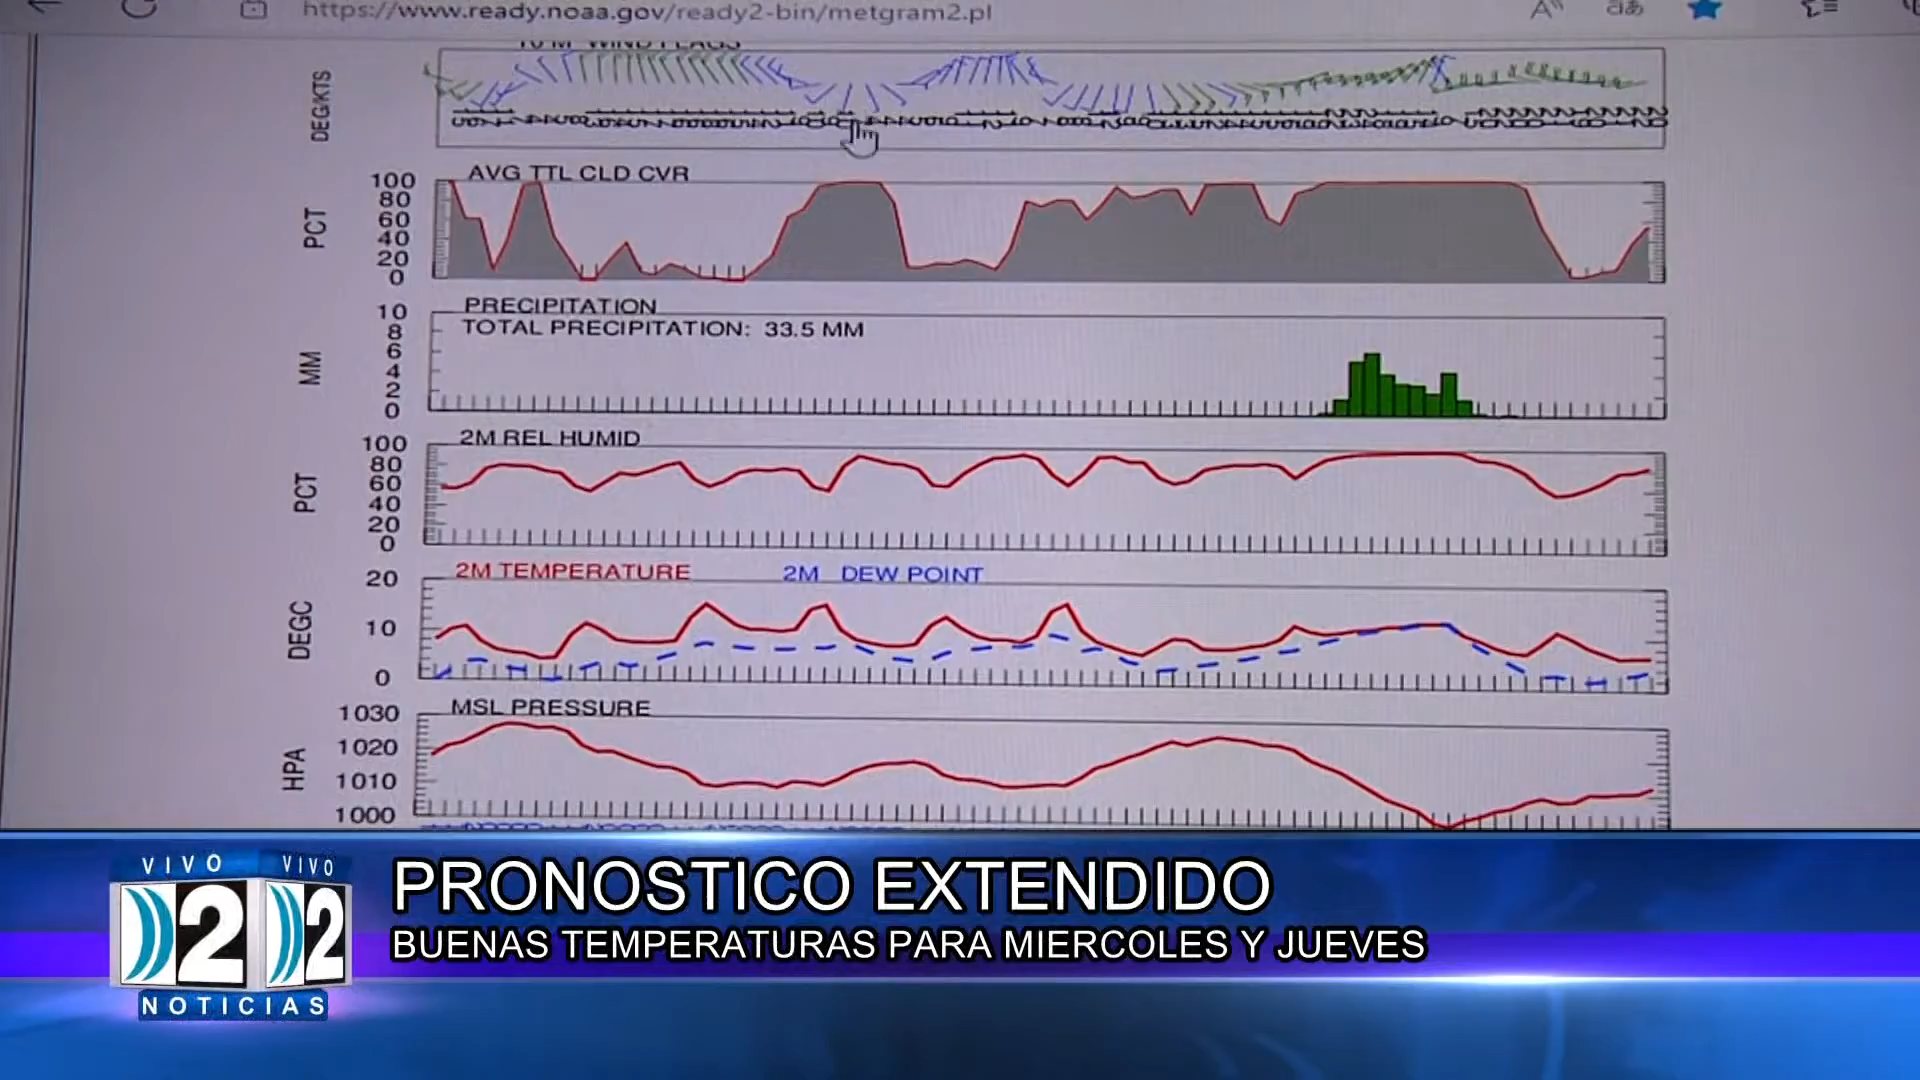 https://www.ready.noaa.gov/ready2-bin/metgram2.pl
10 M WIND FLAGS
DEG/KTS
AVG TTL CLD CVR
PCT
100
80
60
40
20
0
PRECIPITATION
TOTAL PRECIPITATION: 33.5 MM
MM
10
8
6
4
2
0
2M REL HUMID
PCT
100
80
60
40
20
0
2M TEMPERATURE 2M DEW POINT
DEGC
20
10
0
MSL PRESSURE
HPA
1030
1020
1010
1000
VIVO VIVO
2 2
NOTICIAS
PRONOSTICO EXTENDIDO
BUENAS TEMPERATURAS PARA MIERCOLES Y JUEVES